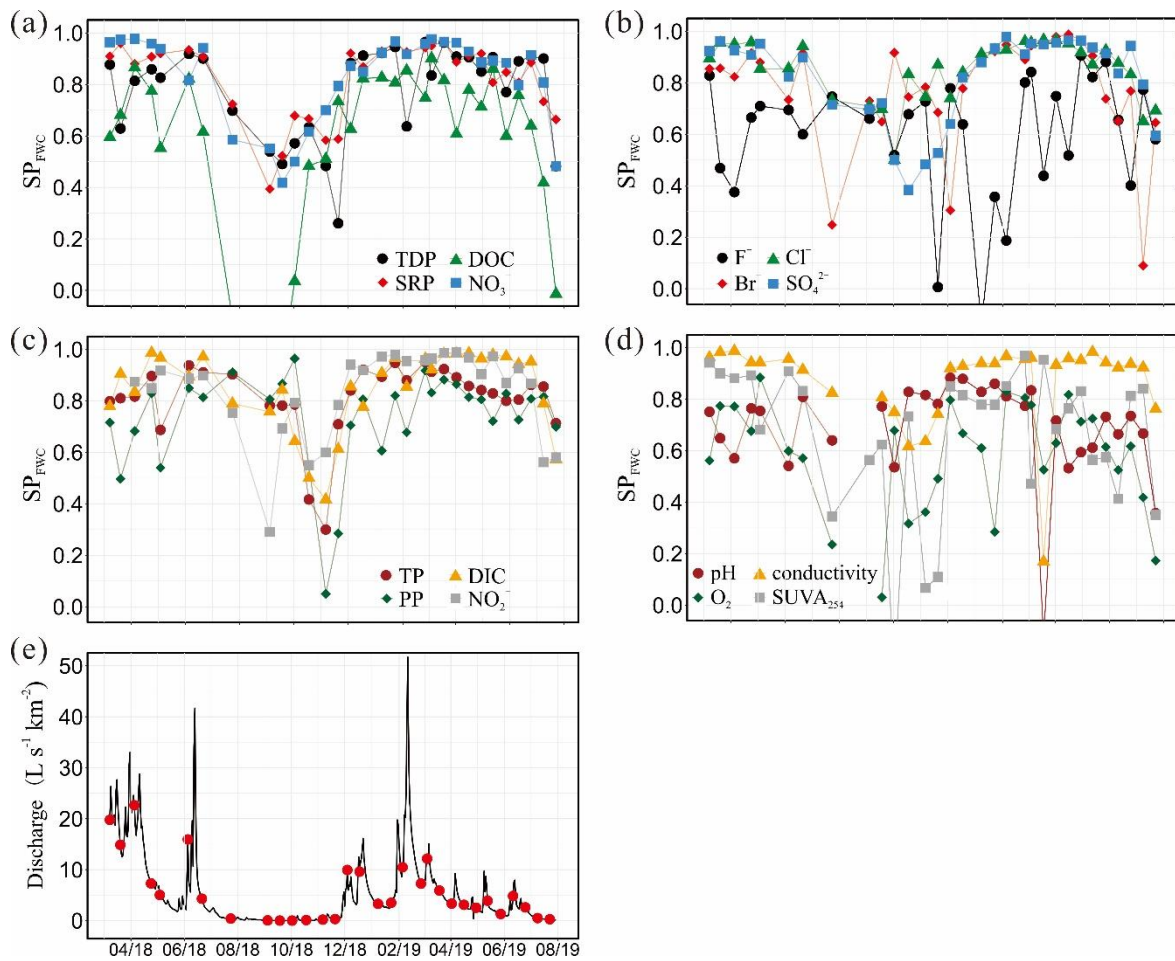 (a)
1.0
0.8
0.6
0.4
0.2
0.0
SP_FWC
TDP DOC
SRP NO₃⁻
(b)
1.0
0.8
0.6
0.4
0.2
0.0
SP_FWC
F⁻ Cl⁻
Br⁻ SO₄²⁻
(c)
1.0
0.8
0.6
0.4
0.2
0.0
SP_FWC
TP DIC
PP NO₂⁻
(d)
1.0
0.8
0.6
0.4
0.2
0.0
SP_FWC
pH conductivity
O₂ SUVA₂₅₄
(e)
50
40
30
20
10
0
Discharge (L s⁻¹ km⁻²)
04/18 06/18 08/18 10/18 12/18 02/19 04/19 06/19 08/19